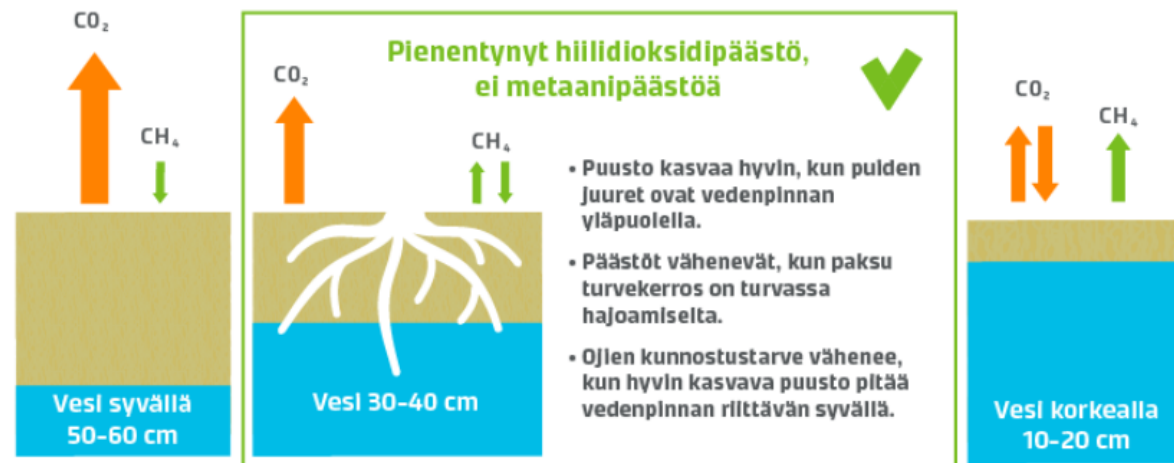 CO₂
CH₄
Vesi syvällä
50-60 cm
Pienentynyt hiilidioksidipäästö,
ei metaanipäästöä
CO₂
CH₄
• Puusto kasvaa hyvin, kun puiden
juuret ovat vedenpinnan
yläpuolella.
• Päästöt vähenevät, kun paksu
turvekerros on turvassa
hajoamiselta.
• Ojien kunnostustarve vähenee,
kun hyvin kasvava puusto pitää
vedenpinnan riittävän syvällä.
Vesi 30-40 cm
CO₂
CH₄
Vesi korkealla
10-20 cm